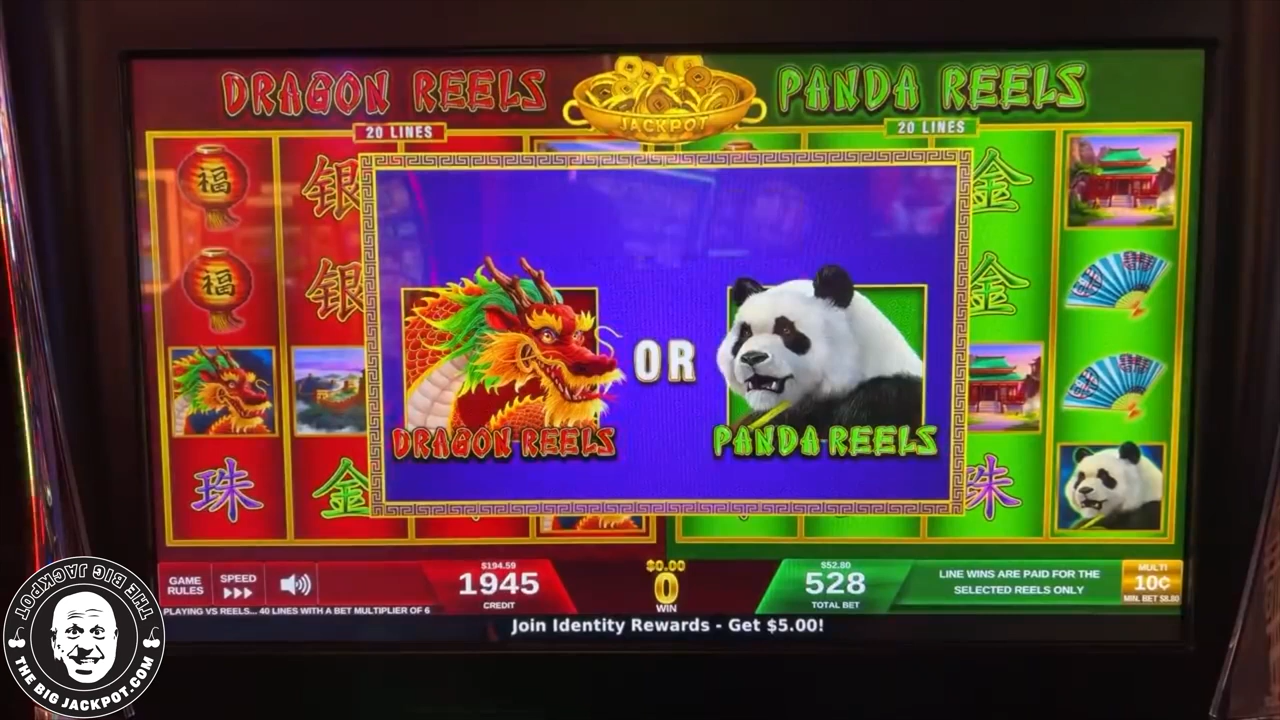 DRAGON REELS
JACKPOT
PANDA REELS
20 LINES
20 LINES
福
银
金
福
银
金
OR
DRAGON REELS
PANDA REELS
珠
金
珠
GAME RULES
SPEED
$194.59
1945
CREDIT
$0.00
0
WIN
$52.80
528
TOTAL BET
LINE WINS ARE PAID FOR THE
SELECTED REELS ONLY
MULTI
10¢
MIN. BET $8.80
PLAYING VS REELS... 40 LINES WITH A BET MULTIPLIER OF 6
Join Identity Rewards - Get $5.00!
THE BIG JACKPOT
THE BIG JACKPOT.COM